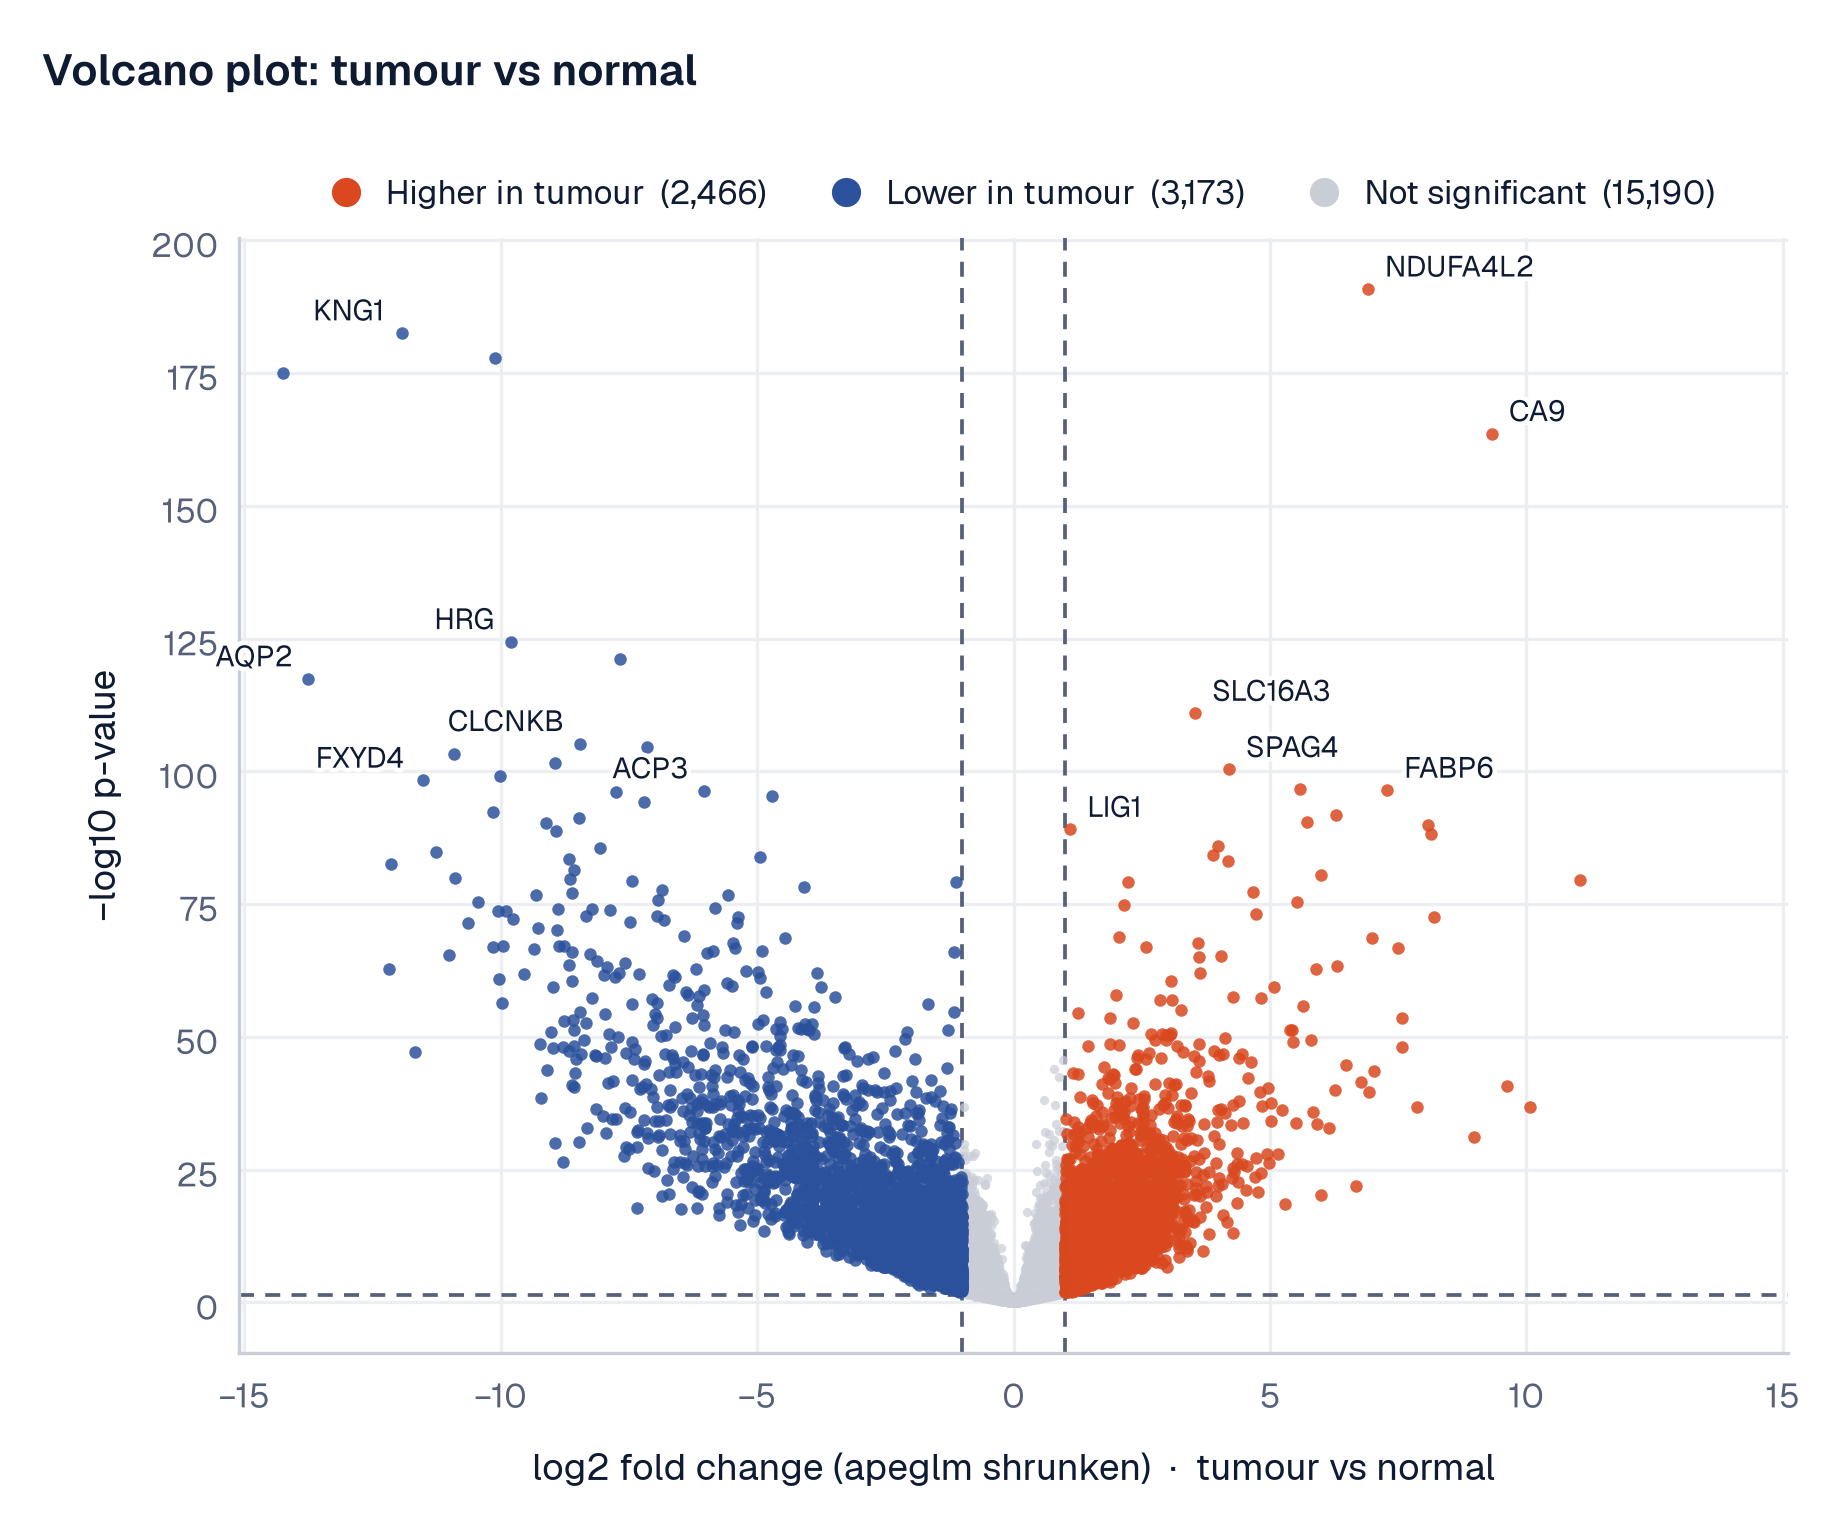 Volcano plot: tumour vs normal
Higher in tumour (2,466)
Lower in tumour (3,173)
Not significant (15,190)
200
175
150
125
100
75
50
25
0
−log10 p-value
NDUFA4L2
KNG1
CA9
HRG
AQP2
SLC16A3
CLCNKB
SPAG4
FXYD4
ACP3
FABP6
LIG1
−15
−10
−5
0
5
10
15
log2 fold change (apeglm shrunken) · tumour vs normal